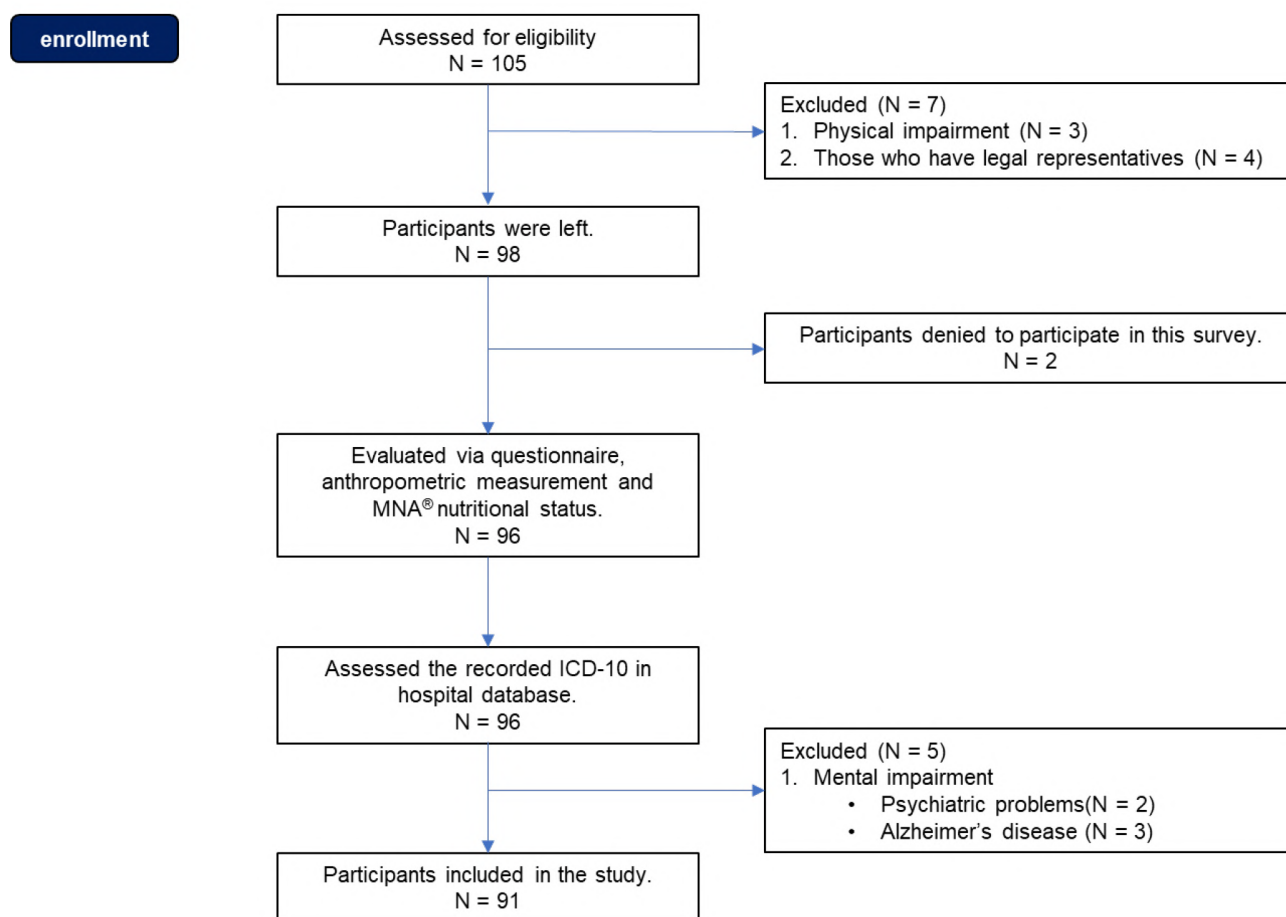 enrollment
Assessed for eligibility
N = 105
Excluded (N = 7)
1. Physical impairment (N = 3)
2. Those who have legal representatives (N = 4)
Participants were left.
N = 98
Participants denied to participate in this survey.
N = 2
Evaluated via questionnaire,
anthropometric measurement and
MNA® nutritional status.
N = 96
Assessed the recorded ICD-10 in
hospital database.
N = 96
Excluded (N = 5)
1. Mental impairment
• Psychiatric problems(N = 2)
• Alzheimer's disease (N = 3)
Participants included in the study.
N = 91